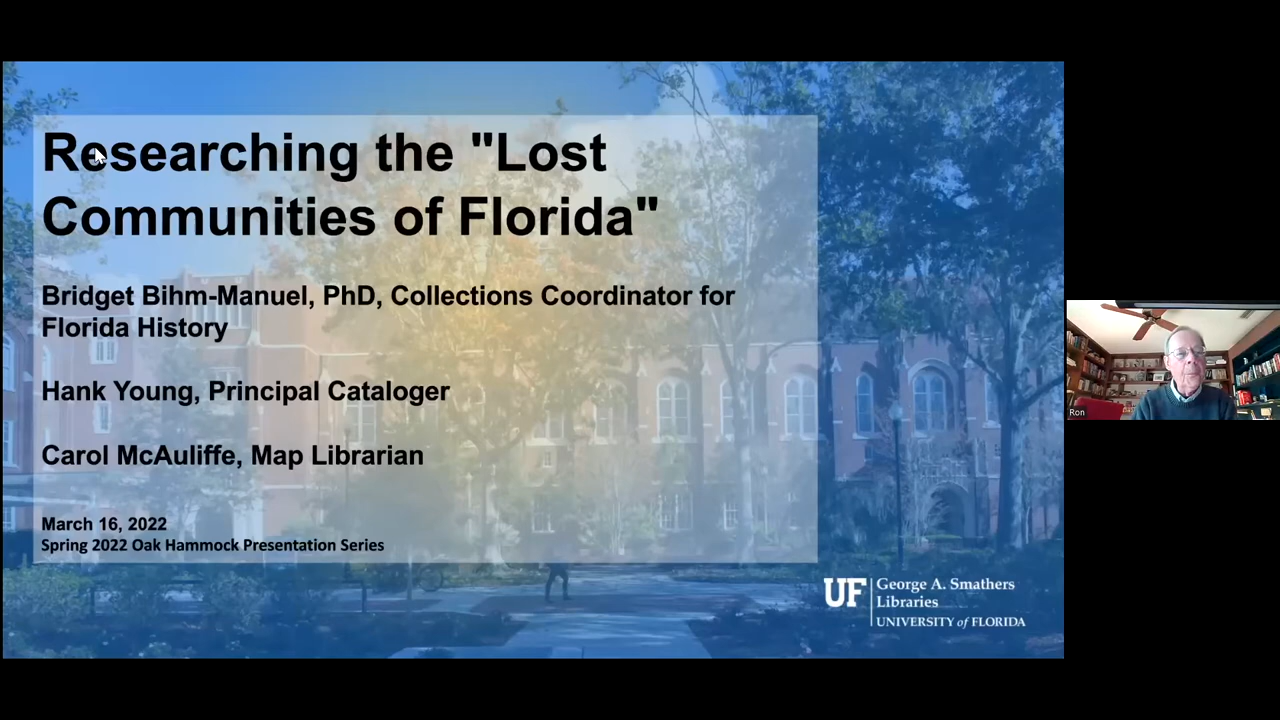 Researching the "Lost
Communities of Florida"
Bridget Bihm-Manuel, PhD, Collections Coordinator for
Florida History
Hank Young, Principal Cataloger
Carol McAuliffe, Map Librarian
March 16, 2022
Spring 2022 Oak Hammock Presentation Series
UF
George A. Smathers
Libraries
UNIVERSITY of FLORIDA
Ron